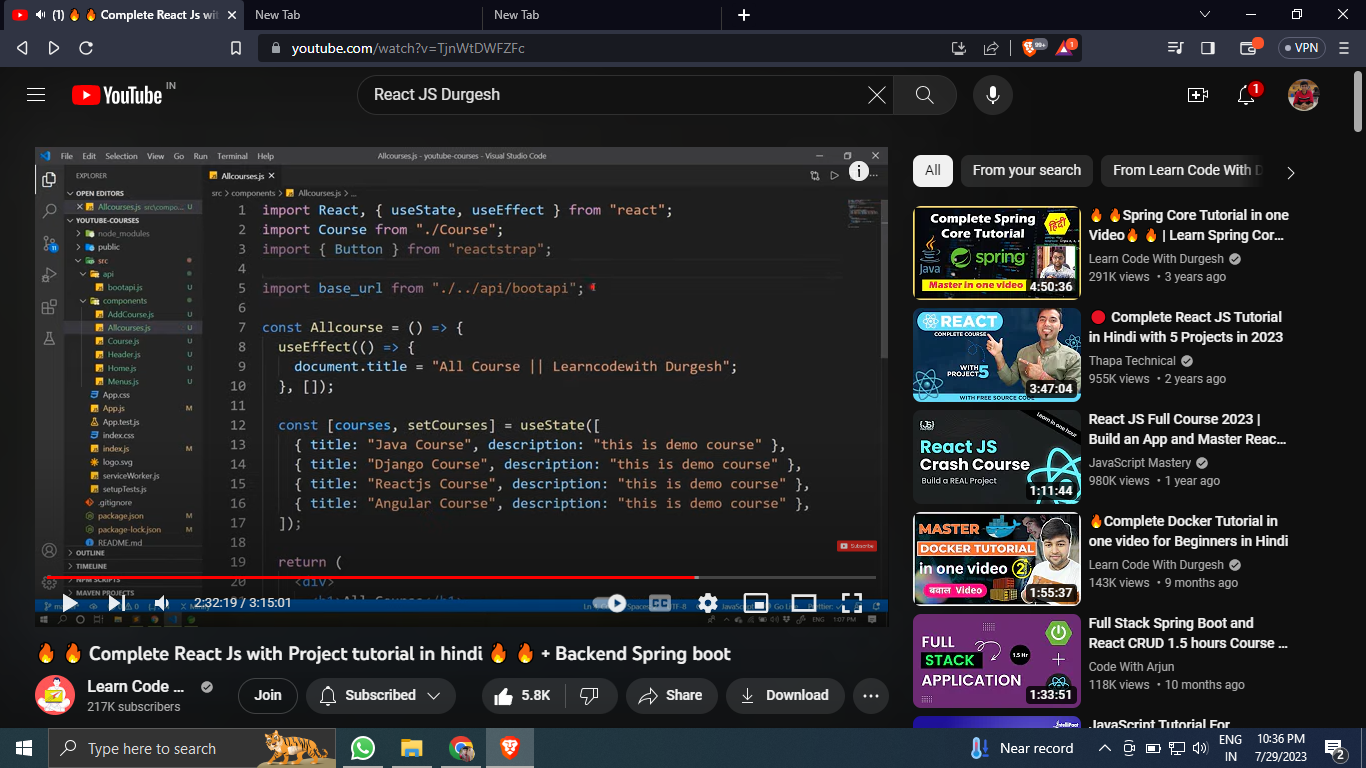 (1) 🔥 🔥 Complete React Js wit
New Tab
New Tab
youtube.com/watch?v=TjnWtDWFZFc
99+
1
VPN
YouTube IN
React JS Durgesh
1
File Edit Selection View Go Run Terminal Help
Allcourses.js - youtube-courses - Visual Studio Code
EXPLORER
OPEN EDITORS
Allcourses.js src\compo... U
YOUTUBE-COURSES
node_modules
public
src
api
bootapi.js U
components
AddCourse.js U
Allcourses.js U
Course.js U
Header.js U
Home.js U
Menus.js U
App.css
App.js M
App.test.js
index.css
index.js M
logo.svg
serviceWorker.js
setupTests.js
.gitignore
package.json M
package-lock.json M
README.md
OUTLINE
TIMELINE
NPM SCRIPTS
MAVEN PROJECTS
Allcourses.js
src > components > Allcourses.js > ...
1 import React, { useState, useEffect } from "react";
2 import Course from "./Course";
3 import { Button } from "reactstrap";
4
5 import base_url from "./../api/bootapi";
6
7 const Allcourse = () => {
8 useEffect(() => {
9 document.title = "All Course || Learncodewith Durgesh";
10 }, []);
11
12 const [courses, setCourses] = useState([
13 { title: "Java Course", description: "this is demo course" },
14 { title: "Django Course", description: "this is demo course" },
15 { title: "Reactjs Course", description: "this is demo course" },
16 { title: "Angular Course", description: "this is demo course" },
17 ]);
18
19 return (
20 <div>
<h1>All Course</h1>
Subscribe
2:32:19 / 3:15:01
ENG 1:07 PM
🔥 🔥 Complete React Js with Project tutorial in hindi 🔥 🔥 + Backend Spring boot
Learn Code ...
217K subscribers
Join
Subscribed
5.8K
Share
Download
All
From your search
From Learn Code With D
Complete Spring
Core Tutorial
हिंदी
Java
spring
Master in one video
4:50:36
🔥 🔥Spring Core Tutorial in one
Video🔥 🔥 | Learn Spring Cor...
Learn Code With Durgesh
291K views • 3 years ago
REACT
COMPLETE COURSE
WITH PROJECT 5
WITH FREE SOURCE CODE
3:47:04
🔴 Complete React JS Tutorial
in Hindi with 5 Projects in 2023
Thapa Technical
955K views • 2 years ago
Learn in one hour
React JS
Crash Course
Build a REAL Project
1:11:44
React JS Full Course 2023 |
Build an App and Master Reac...
JavaScript Mastery
980K views • 1 year ago
MASTER
DOCKER TUTORIAL
in one video 2
बवाल Video
1:55:37
🔥Complete Docker Tutorial in
one video for Beginners in Hindi
Learn Code With Durgesh
143K views • 9 months ago
FULL
STACK
APPLICATION
1.5 Hr
1:33:51
Full Stack Spring Boot and
React CRUD 1.5 hours Course ...
Code With Arjun
118K views • 10 months ago
JavaScript Tutorial For
Type here to search
Near record
ENG
IN
10:36 PM
7/29/2023
2